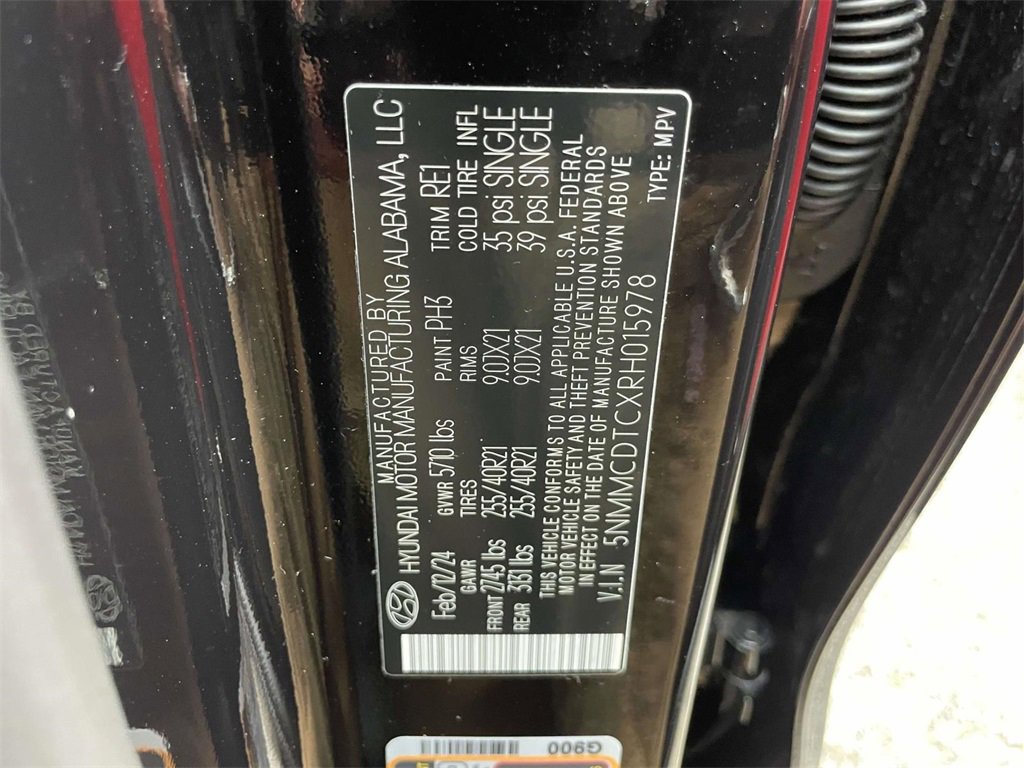 MANUFACTURED BY
HYUNDAI MOTOR MANUFACTURING ALABAMA, LLC
Feb/12/24 GVWR 5710 lbs PAINT PH3 TRIM RE1
GAWR TIRES RIMS COLD TIRE INFL
FRONT 2745 lbs 255/40R21 9.0JX21 35 psi SINGLE
REAR 3131 lbs 255/40R21 9.0JX21 39 psi SINGLE
THIS VEHICLE CONFORMS TO ALL APPLICABLE U.S.A. FEDERAL
MOTOR VEHICLE SAFETY AND THEFT PREVENTION STANDARDS
IN EFFECT ON THE DATE OF MANUFACTURE SHOWN ABOVE
V.I.N 5NMMCDTCXRH015978 TYPE: MPV
G900